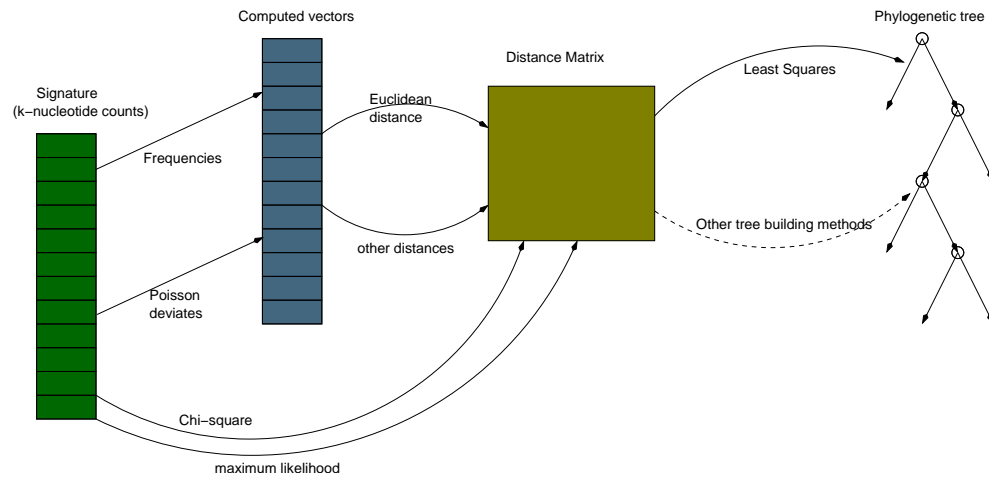 Computed vectors
Phylogenetic tree
Distance Matrix
Least Squares
Signature
(k−nucleotide counts)
Euclidean
distance
Frequencies
Other tree building methods
other distances
Poisson
deviates
Chi−square
maximum likelihood